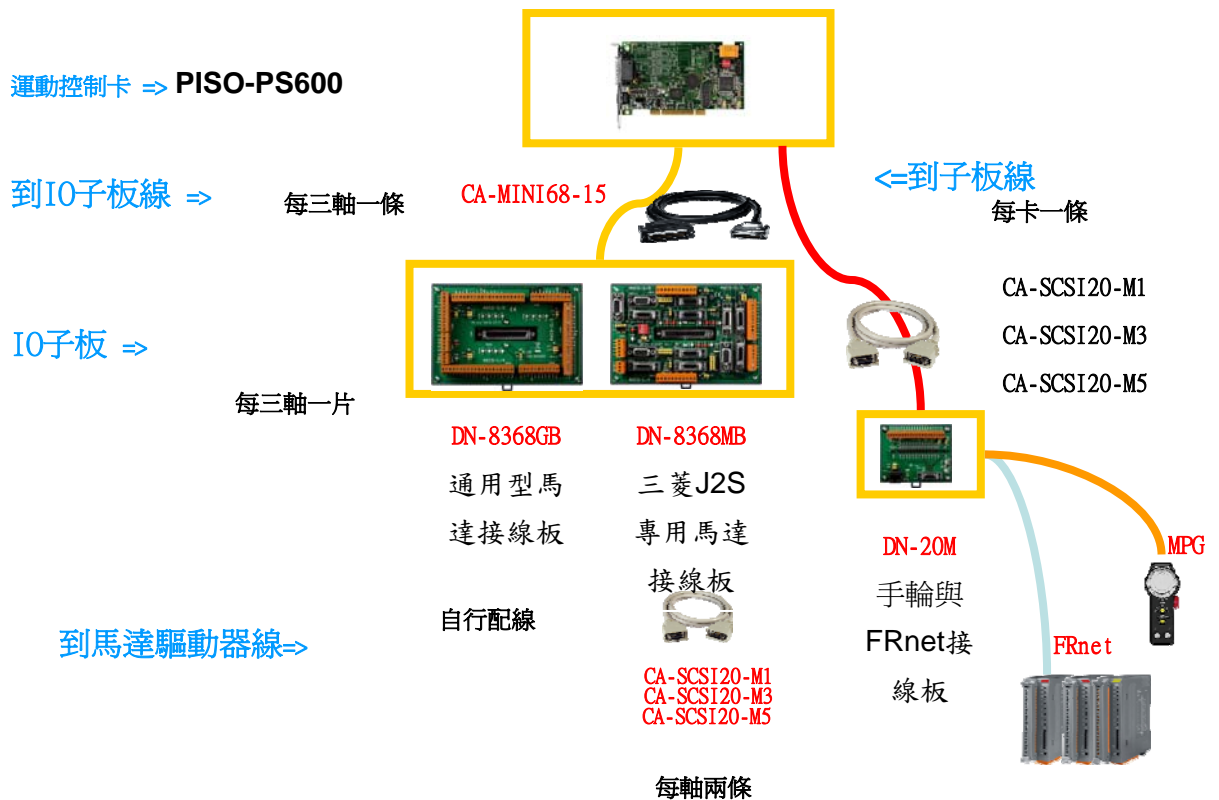 運動控制卡 => PISO-PS600
到IO子板線 =>
每三軸一條
CA-MINI68-15
<=到子板線
每卡一條
CA-SCSI20-M1
CA-SCSI20-M3
CA-SCSI20-M5
IO子板 =>
每三軸一片
DN-8368GB
通用型馬
達接線板
DN-8368MB
三菱J2S
專用馬達
接線板
DN-20M
手輪與
FRnet接
線板
MPG
FRnet
到馬達驅動器線=>
自行配線
CA-SCSI20-M1
CA-SCSI20-M3
CA-SCSI20-M5
每軸兩條